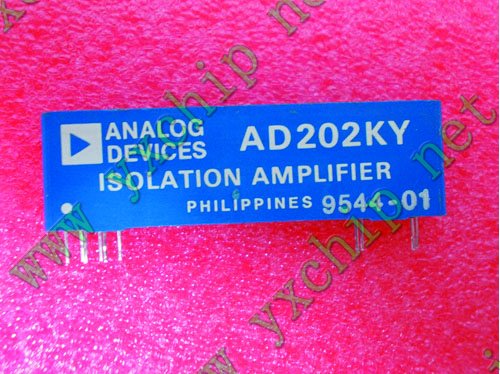 ANALOG
DEVICES
AD202KY
ISOLATION AMPLIFIER
PHILIPPINES 9544-01
www.yxchip.net
www.yxchip.net
www.yxchip.net